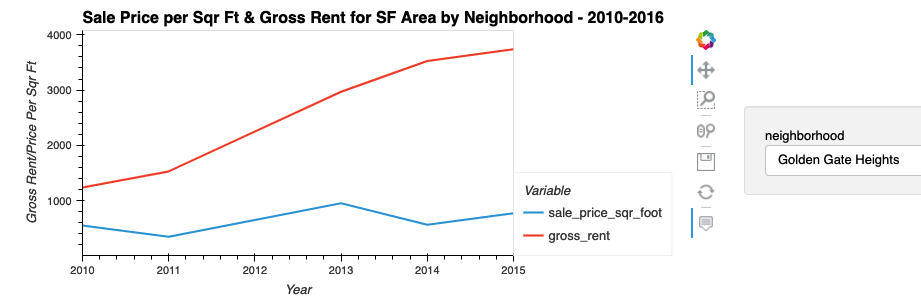 Sale Price per Sqr Ft & Gross Rent for SF Area by Neighborhood - 2010-2016
Gross Rent/Price Per Sqr Ft
4000
3000
2000
1000
2010 2011 2012 2013 2014 2015
Year
Variable
sale_price_sqr_foot
gross_rent
neighborhood
Golden Gate Heights